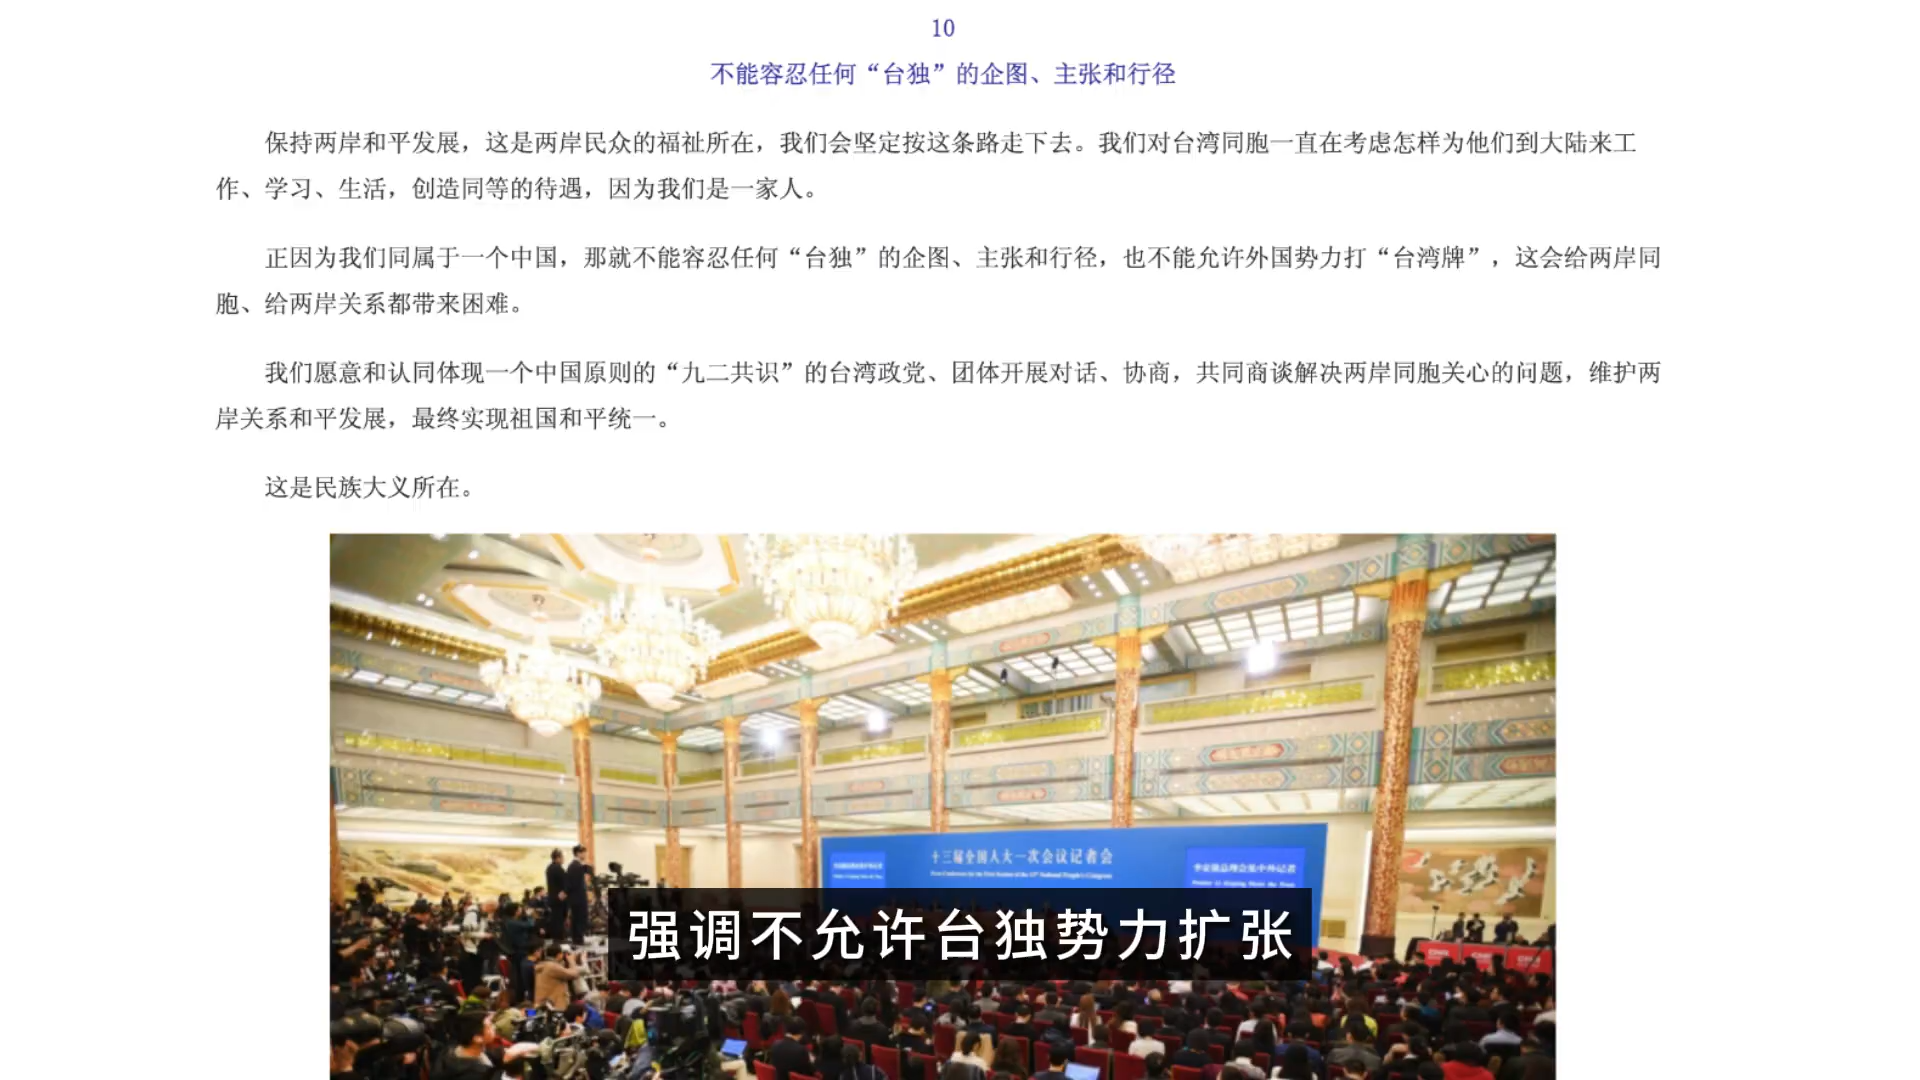 10
不能容忍任何“台独”的企图、主张和行径
保持两岸和平发展，这是两岸民众的福祉所在，我们会坚定按这条路走下去。我们对台湾同胞一直在考虑怎样为他们到大陆来工
作、学习、生活，创造同等的待遇，因为我们是一家人。
正因为我们同属于一个中国，那就不能容忍任何“台独”的企图、主张和行径，也不能允许外国势力打“台湾牌”，这会给两岸同
胞、给两岸关系都带来困难。
我们愿意和认同体现一个中国原则的“九二共识”的台湾政党、团体开展对话、协商，共同商谈解决两岸同胞关心的问题，维护两
岸关系和平发展，最终实现祖国和平统一。
这是民族大义所在。
十三届全国人大一次会议记者会
李克强总理会见中外记者
强调不允许台独势力扩张